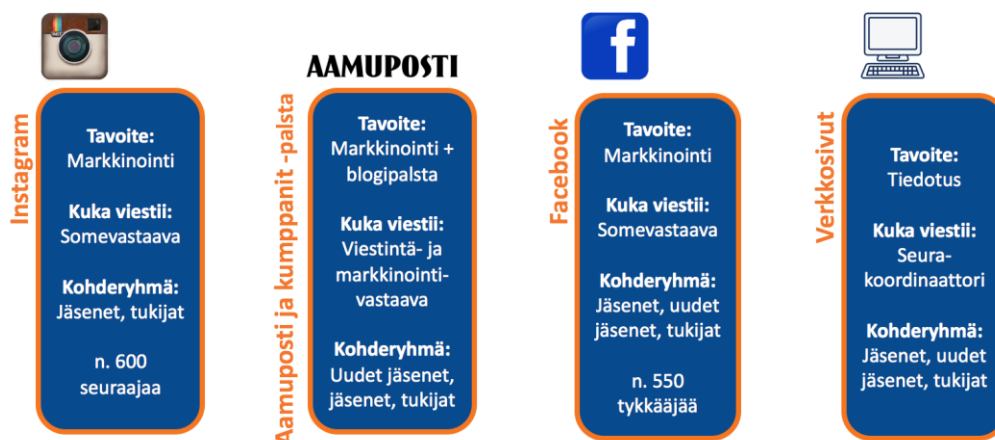 Instagram
Tavoite:
Markkinointi
Kuka viestii:
Somevastaava
Kohderyhmä:
Jäsenet, tukijat
n. 600
seuraajaa
AAMUPOSTI
Aamuposti ja kumppanit -palsta
Tavoite:
Markkinointi +
blogipalsta
Kuka viestii:
Viestintä- ja
markkinointi-
vastaava
Kohderyhmä:
Uudet jäsenet,
jäsenet, tukijat
f
Facebook
Tavoite:
Markkinointi
Kuka viestii:
Somevastaava
Kohderyhmä:
Jäsenet, uudet
jäsenet, tukijat
n. 550
tykkääjää
Verkkosivut
Tavoite:
Tiedotus
Kuka viestii:
Seura-
koordinaattori
Kohderyhmä:
Jäsenet, uudet
jäsenet, tukijat